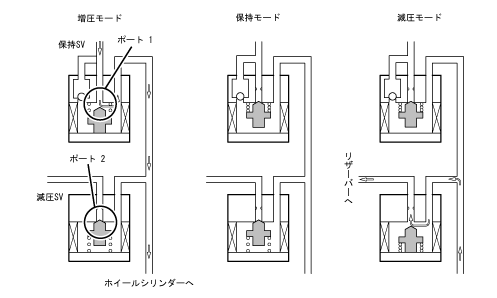 増圧モード
保持モード
減圧モード
保持SV
ポート 1
ポート 2
減圧SV
リザーバーへ
ホイールシリンダーへ